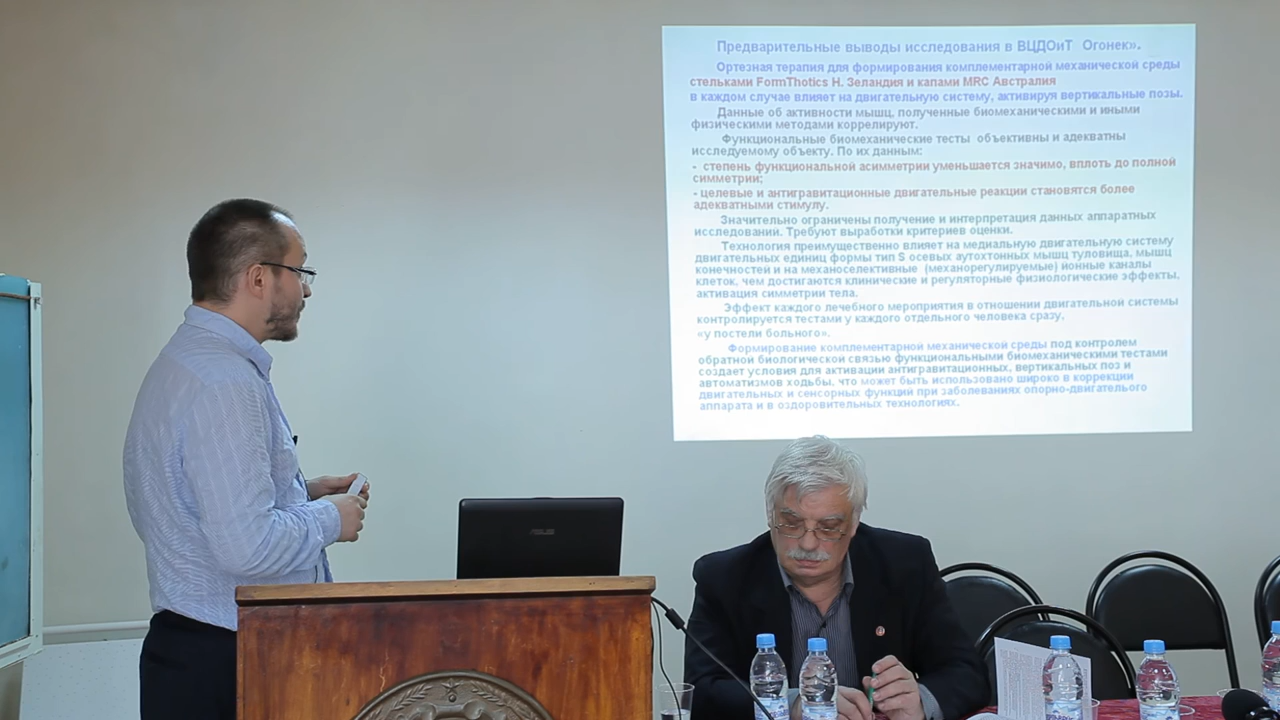 Предварительные выводы исследования в ВЦДОиТ Огонек».
Ортезная терапия для формирования комплементарной механической среды
стельками FormThotics Н. Зеландия и капами MRC Австралия
в каждом случае влияет на двигательную систему, активируя вертикальные позы.
Данные об активности мышц, полученные биомеханическими и иными
физическими методами коррелируют.
Функциональные биомеханические тесты объективны и адекватны
исследуемому объекту. По их данным:
- степень функциональной асимметрии уменьшается значимо, вплоть до полной
симметрии;
- целевые и антигравитационные двигательные реакции становятся более
адекватными стимулу.
Значительно ограничены получение и интерпретация данных аппаратных
исследований. Требуют выработки критериев оценки.
Технология преимущественно влияет на медиальную двигательную систему
двигательных единиц формы тип S осевых аутохтонных мышц туловища, мышц
конечностей и на механоселективные (механорегулируемые) ионные каналы
клеток, чем достигаются клинические и регуляторные физиологические эффекты,
активация симметрии тела.
Эффект каждого лечебного мероприятия в отношении двигательной системы
контролируется тестами у каждого отдельного человека сразу,
«у постели больного».
Формирование комплементарной механической среды под контролем
обратной биологической связью функциональными биомеханическими тестами
создает условия для активации антигравитационных, вертикальных поз и
автоматизмов ходьбы, что может быть использовано широко в коррекции
двигательных и сенсорных функций при заболеваниях опорно-двигателього
аппарата и в оздоровительных технологиях.
ASUS